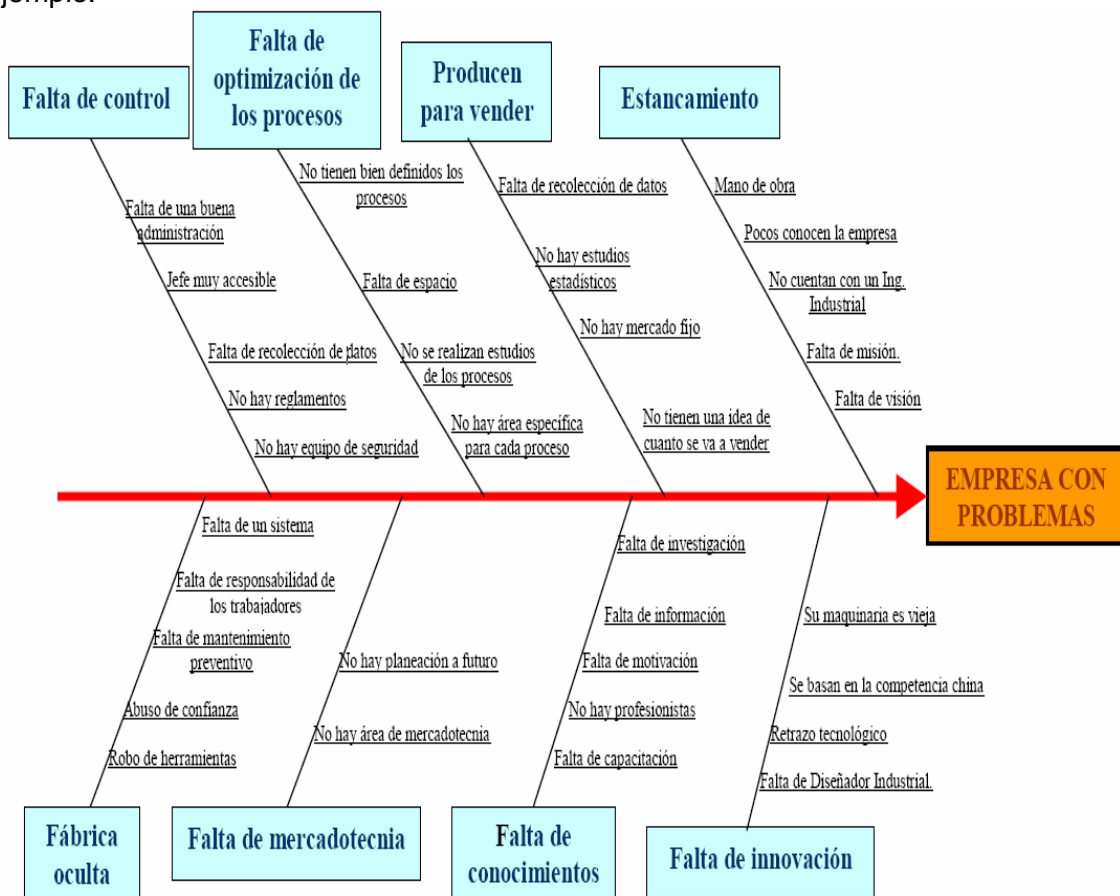 jemplo:
Falta de control
Falta de
optimización de
los procesos
Producen
para vender
Estancamiento
Falta de una buena
administración
Jefe muy accesible
Falta de recolección de datos
No hay reglamentos
No hay equipo de seguridad
No tienen bien definidos los
procesos
Falta de espacio
No se realizan estudios
de los procesos
No hay área específica
para cada proceso
Falta de recolección de datos
No hay estudios
estadísticos
No hay mercado fijo
No tienen una idea de
cuanto se va a vender
Mano de obra
Pocos conocen la empresa
No cuentan con un Ing.
Industrial
Falta de misión.
Falta de visión
EMPRESA CON
PROBLEMAS
Falta de un sistema
Falta de responsabilidad de
los trabajadores
Falta de mantenimiento
preventivo
Abuso de confianza
Robo de herramientas
No hay planeación a futuro
No hay área de mercadotecnia
Falta de investigación
Falta de información
Falta de motivación
No hay profesionistas
Falta de capacitación
Su maquinaria es vieja
Se basan en la competencia china
Retrazo tecnológico
Falta de Diseñador Industrial.
Fábrica
oculta
Falta de mercadotecnia
Falta de
conocimientos
Falta de innovación